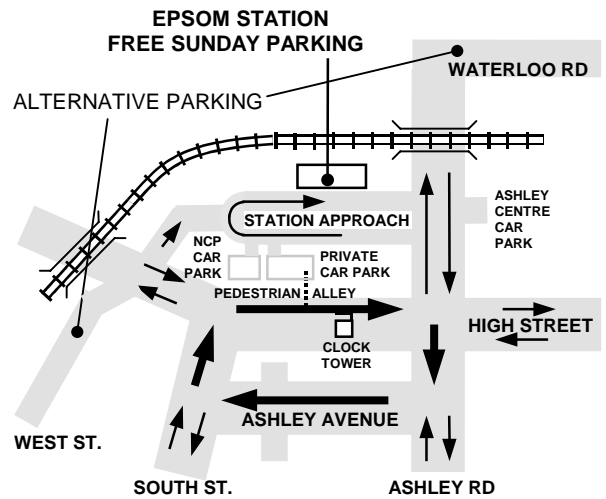 EPSOM STATION
FREE SUNDAY PARKING
WATERLOO RD
ALTERNATIVE PARKING
STATION APPROACH
ASHLEY
CENTRE
CAR
PARK
NCP
CAR
PARK
PRIVATE
CAR PARK
PEDESTRIAN ALLEY
HIGH STREET
CLOCK
TOWER
ASHLEY AVENUE
WEST ST.
SOUTH ST.
ASHLEY RD